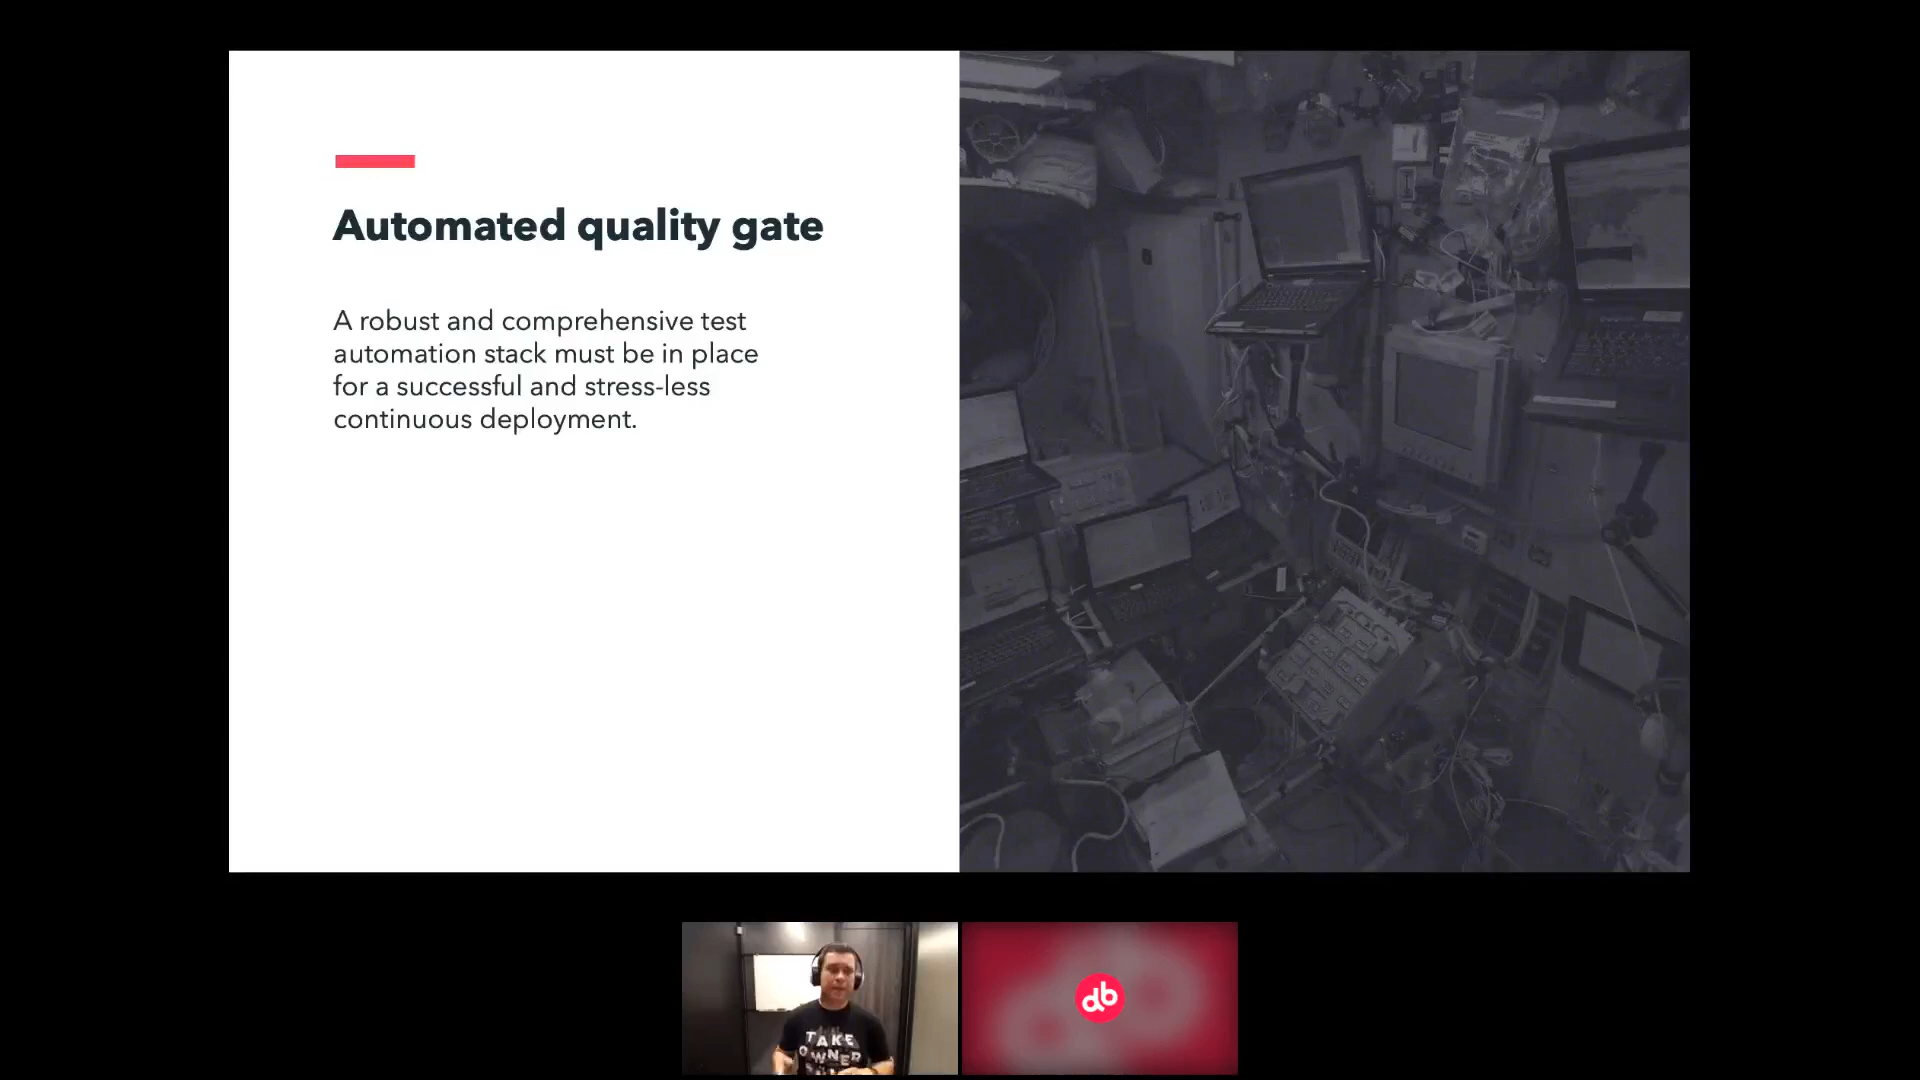 Automated quality gate
A robust and comprehensive test
automation stack must be in place
for a successful and stress-less
continuous deployment.
TAKE
OWNER
db